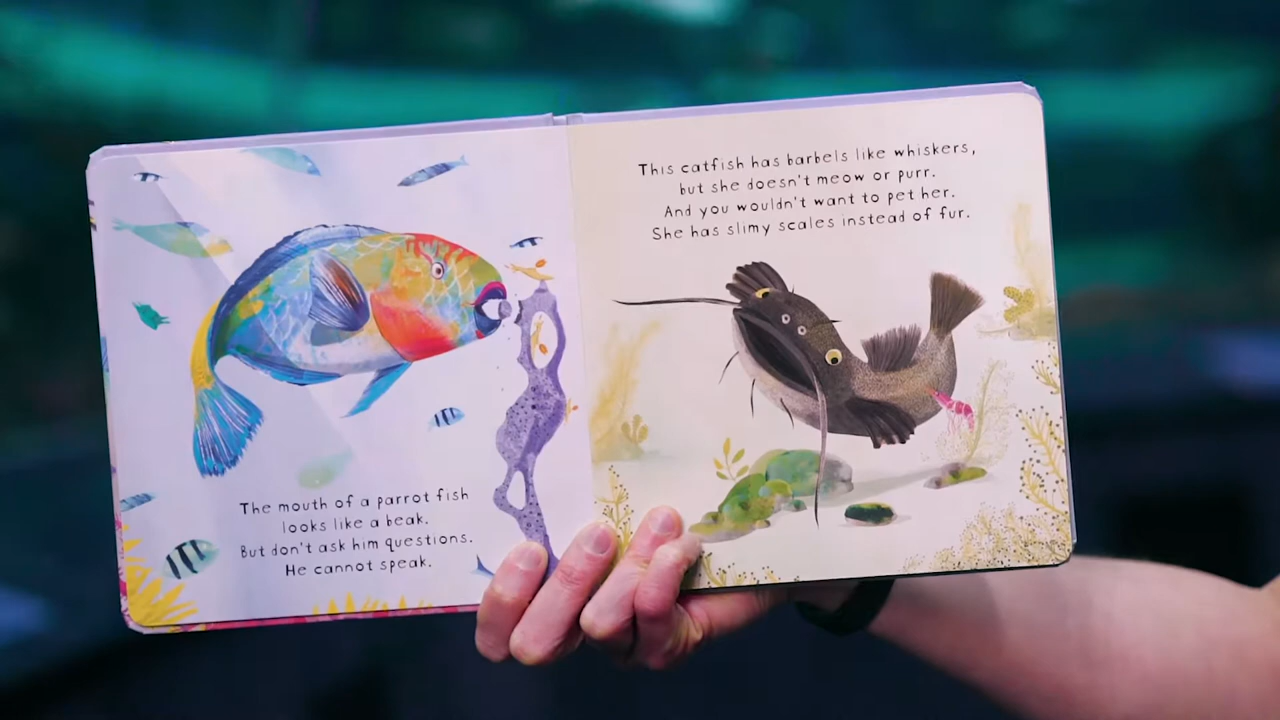 The mouth of a parrot fish
looks like a beak.
But don't ask him questions.
He cannot speak.
This catfish has barbels like whiskers,
but she doesn't meow or purr.
And you wouldn't want to pet her.
She has slimy scales instead of fur.